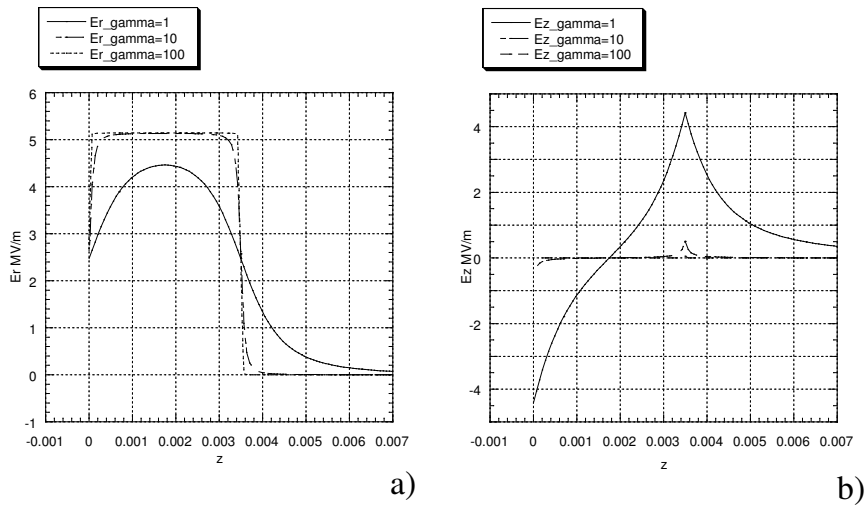 Er_gamma=1
Er_gamma=10
Er_gamma=100
6
5
4
3
2
1
0
-1
Er MV/m
-0.001 0 0.001 0.002 0.003 0.004 0.005 0.006 0.007
z
a)
Ez_gamma=1
Ez_gamma=10
Ez_gamma=100
4
2
0
-2
-4
Ez MV/m
-0.001 0 0.001 0.002 0.003 0.004 0.005 0.006 0.007
z
b)